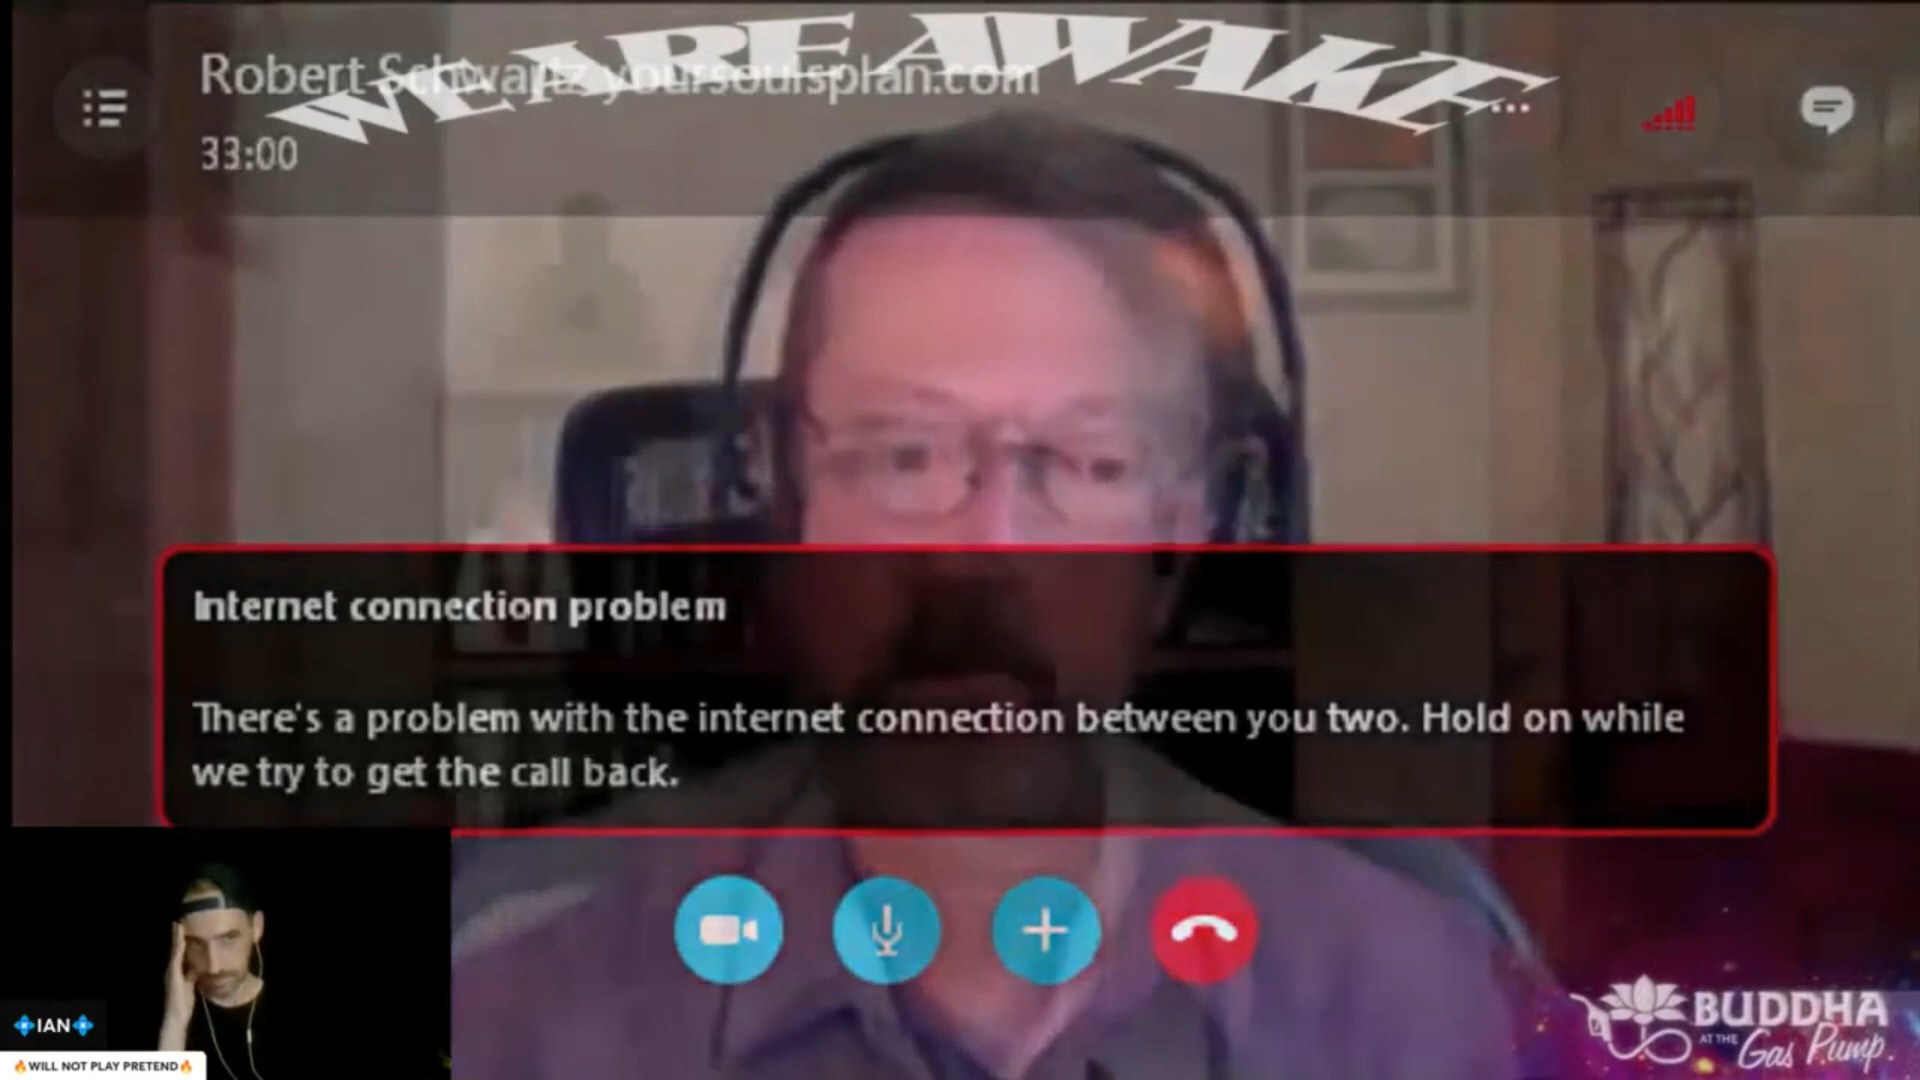 WE ARE AWAKE
Robert Schwartz yoursoulsplan.com
33:00
Internet connection problem
There's a problem with the internet connection between you two. Hold on while
we try to get the call back.
💠IAN💠
🔥WILL NOT PLAY PRETEND🔥
BUDDHA
AT THE
Gas Pump.